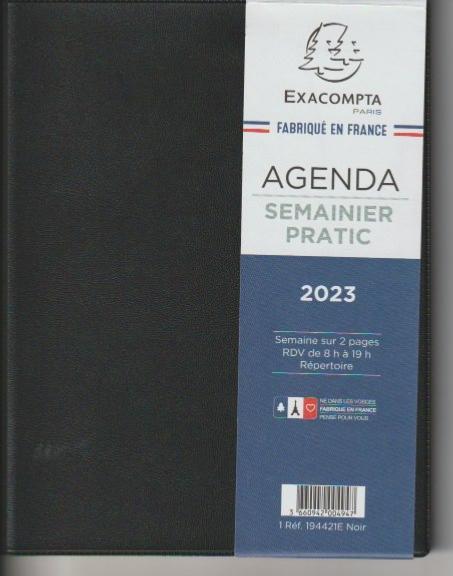 EXACOMPTA
PARIS
FABRIQUÉ EN FRANCE
AGENDA
SEMAINIER
PRATIC
2023
Semaine sur 2 pages
RDV de 8 h à 19 h
Répertoire
NÉ DANS LES VOSGES
FABRIQUÉ EN FRANCE
PENSÉ POUR VOUS
3 660942 004947
1 Réf. 194421E Noir